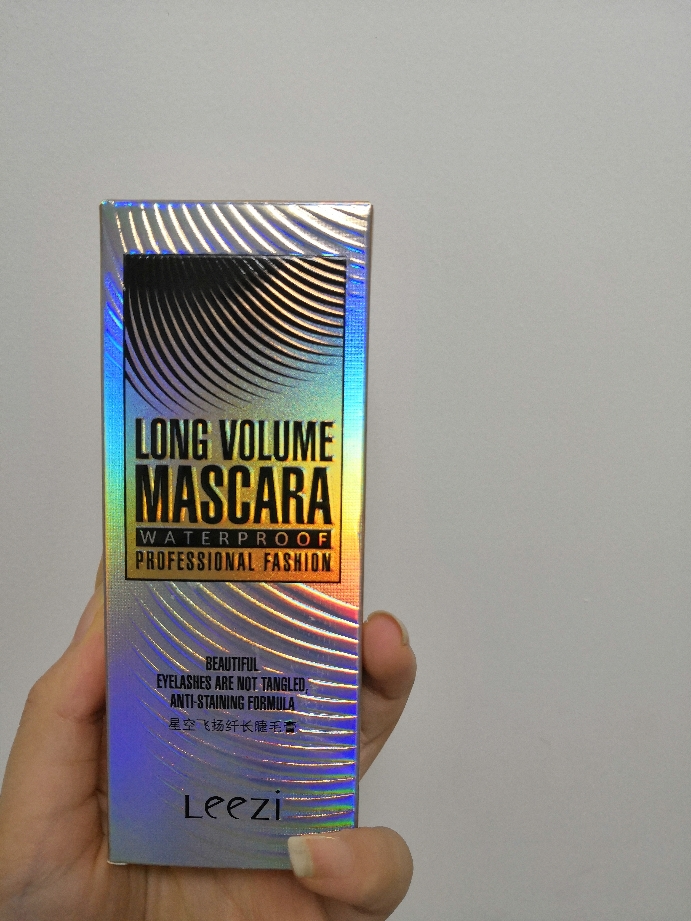 LONG VOLUME
MASCARA
WATERPROOF
PROFESSIONAL FASHION
BEAUTIFUL
EYELASHES ARE NOT TANGLED,
ANTI-STAINING FORMULA
星空飞扬纤长睫毛膏
Leezi